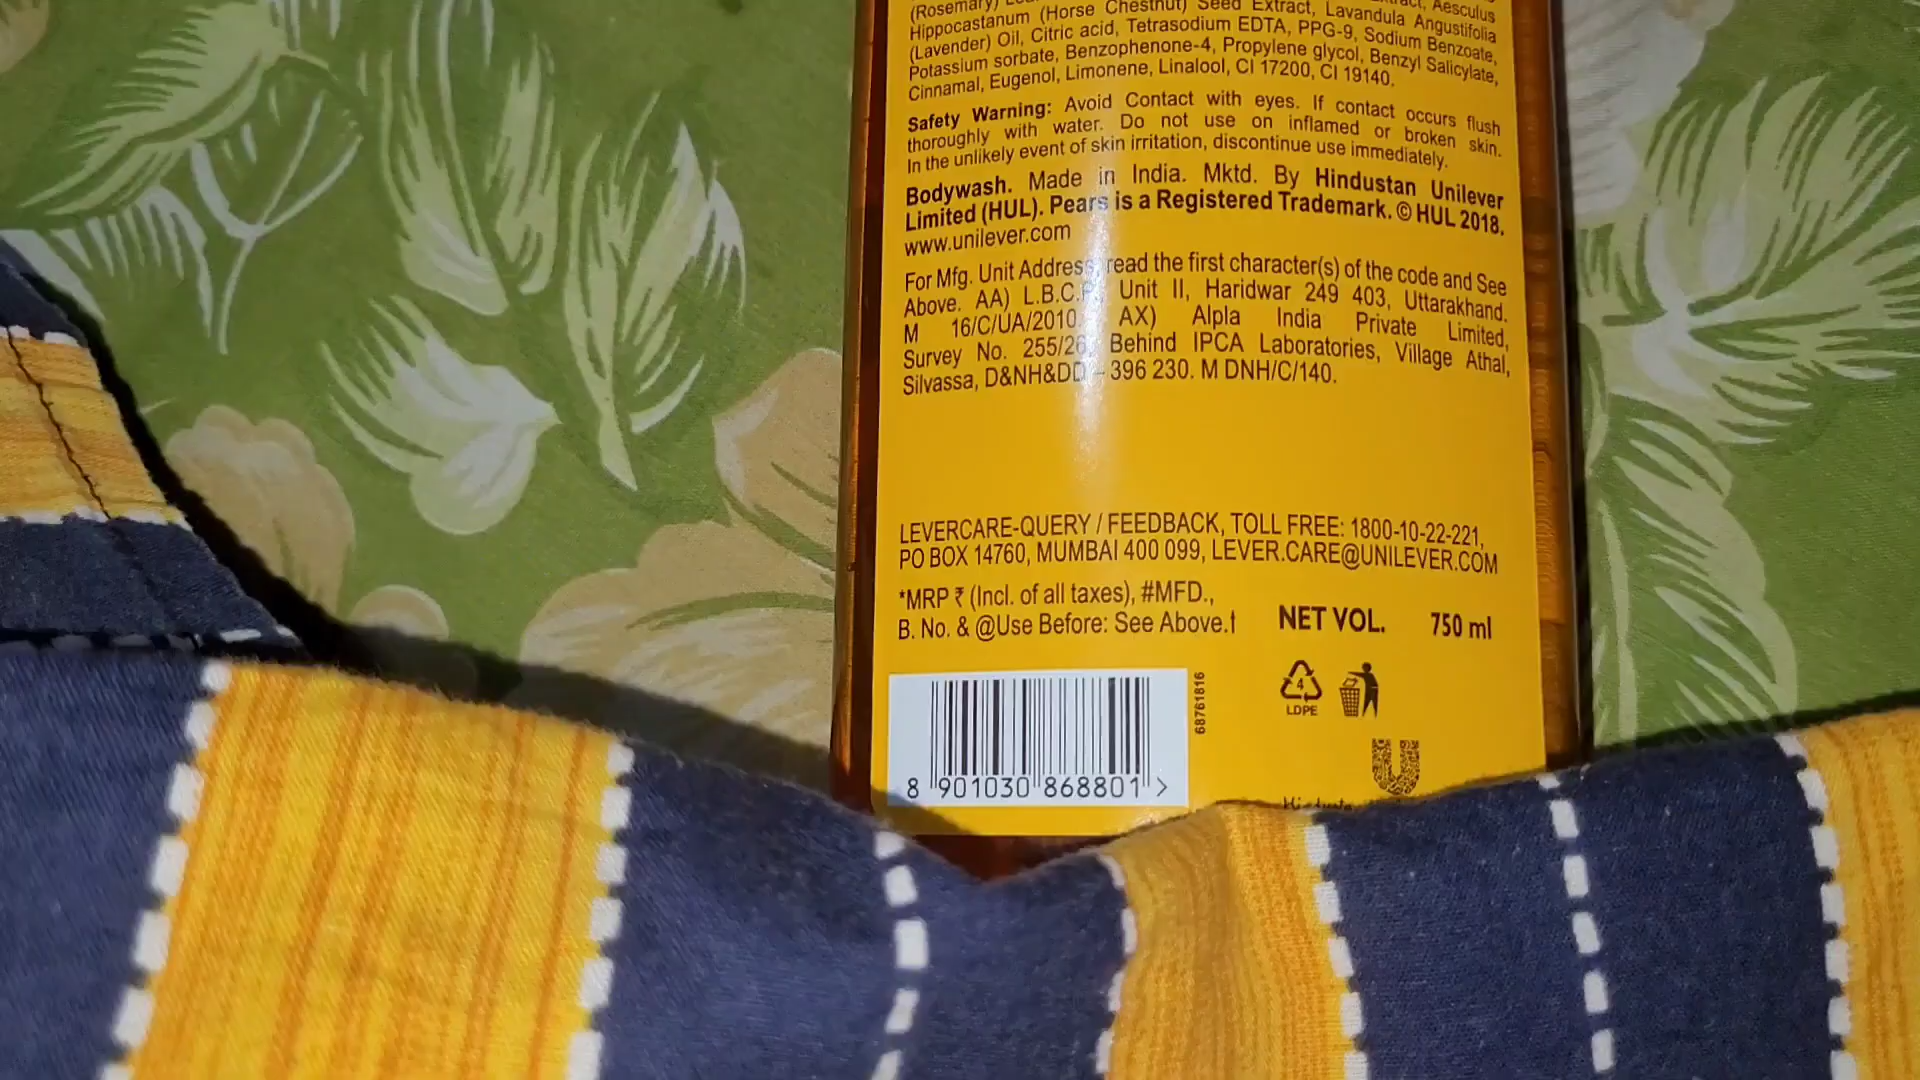 (Rosemary)
Aesculus
Hippocastanum (Horse Chestnut) Seed Extract, Lavandula Angustifolia
(Lavender) Oil, Citric acid, Tetrasodium EDTA, PPG-9, Sodium Benzoate,
Potassium sorbate, Benzophenone-4, Propylene glycol, Benzyl Salicylate,
Cinnamal, Eugenol, Limonene, Linalool, CI 17200, CI 19140.
Safety Warning: Avoid Contact with eyes. If contact occurs flush
thoroughly with water. Do not use on inflamed or broken skin.
In the unlikely event of skin irritation, discontinue use immediately.
Bodywash. Made in India. Mktd. By Hindustan Unilever
Limited (HUL). Pears is a Registered Trademark. © HUL 2018.
www.unilever.com
For Mfg. Unit Address, read the first character(s) of the code and See
Above. AA) Unit II, Haridwar 249 403, Uttarakhand.
M 16/C/UA/2010. AX) Alpla India Private Limited,
Survey No. 255/26, Behind IPCA Laboratories, Village Athal,
Silvassa, D&NH&DD - 396 230. M DNH/C/140.
LEVERCARE-QUERY / FEEDBACK, TOLL FREE: 1800-10-22-221,
PO BOX 14760, MUMBAI 400 099, LEVER.CARE@UNILEVER.COM
*MRP ₹ (Incl. of all taxes), #MFD.,
B. No. & @Use Before: See Above.†
NET VOL. 750 ml
68761816
4
LDPE
8 901030 868801 >